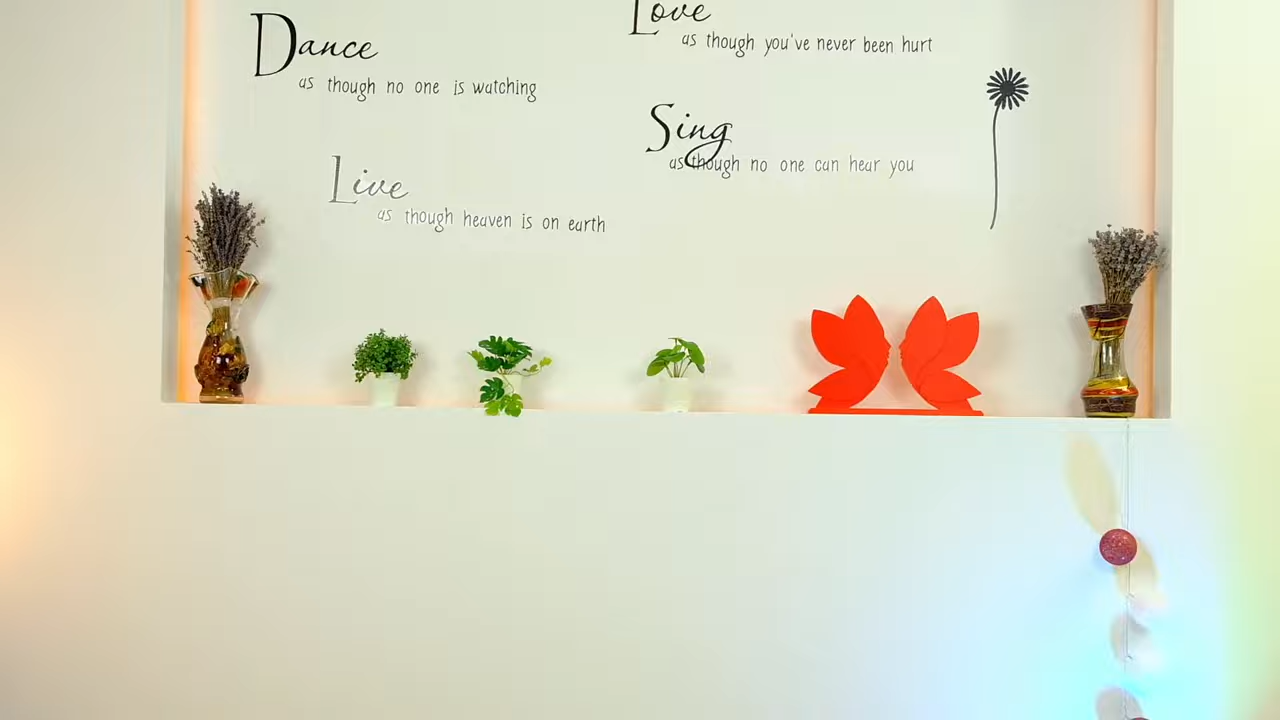 Dance
as though no one is watching
Love
as though you've never been hurt
Sing
as though no one can hear you
Live
as though heaven is on earth